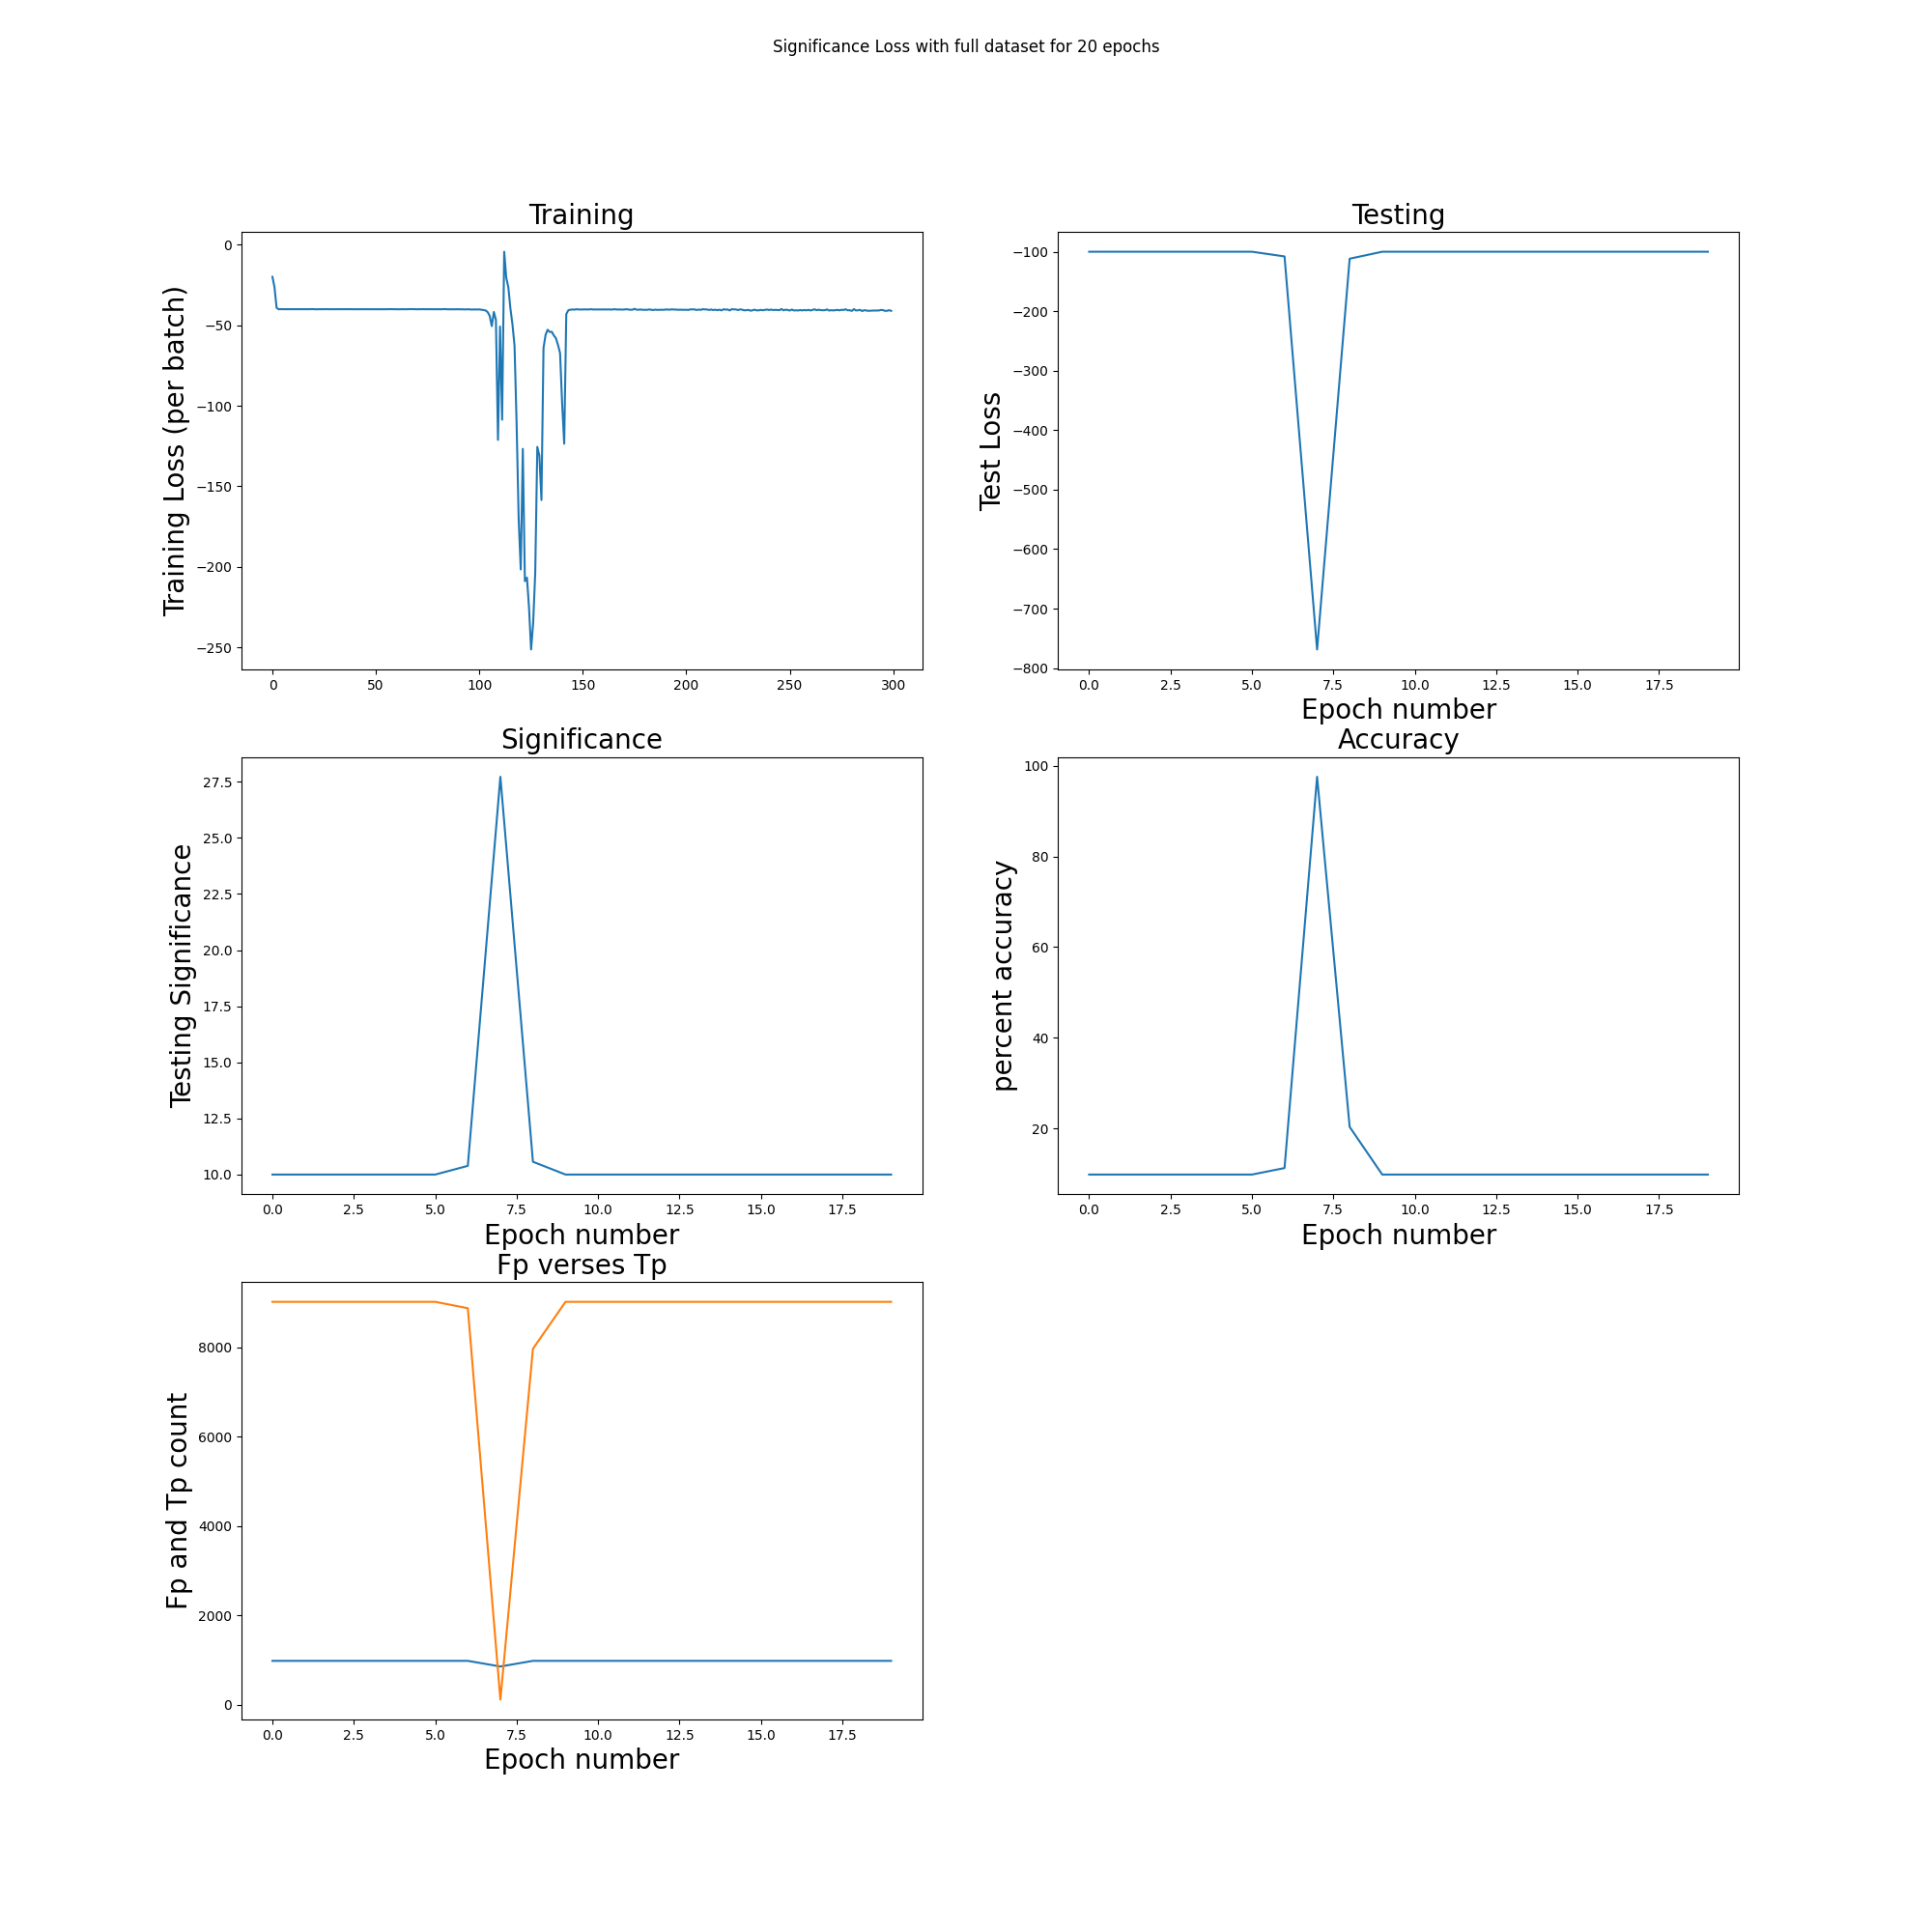 Significance Loss with full dataset for 20 epochs
Training
Training Loss (per batch)
0
−50
−100
−150
−200
−250
0 50 100 150 200 250 300
Testing
Test Loss
−100
−200
−300
−400
−500
−600
−700
−800
0.0 2.5 5.0 7.5 10.0 12.5 15.0 17.5
Epoch number
Significance
Testing Significance
27.5
25.0
22.5
20.0
17.5
15.0
12.5
10.0
0.0 2.5 5.0 7.5 10.0 12.5 15.0 17.5
Epoch number
Accuracy
percent accuracy
100
80
60
40
20
0.0 2.5 5.0 7.5 10.0 12.5 15.0 17.5
Epoch number
Fp verses Tp
Fp and Tp count
8000
6000
4000
2000
0
0.0 2.5 5.0 7.5 10.0 12.5 15.0 17.5
Epoch number